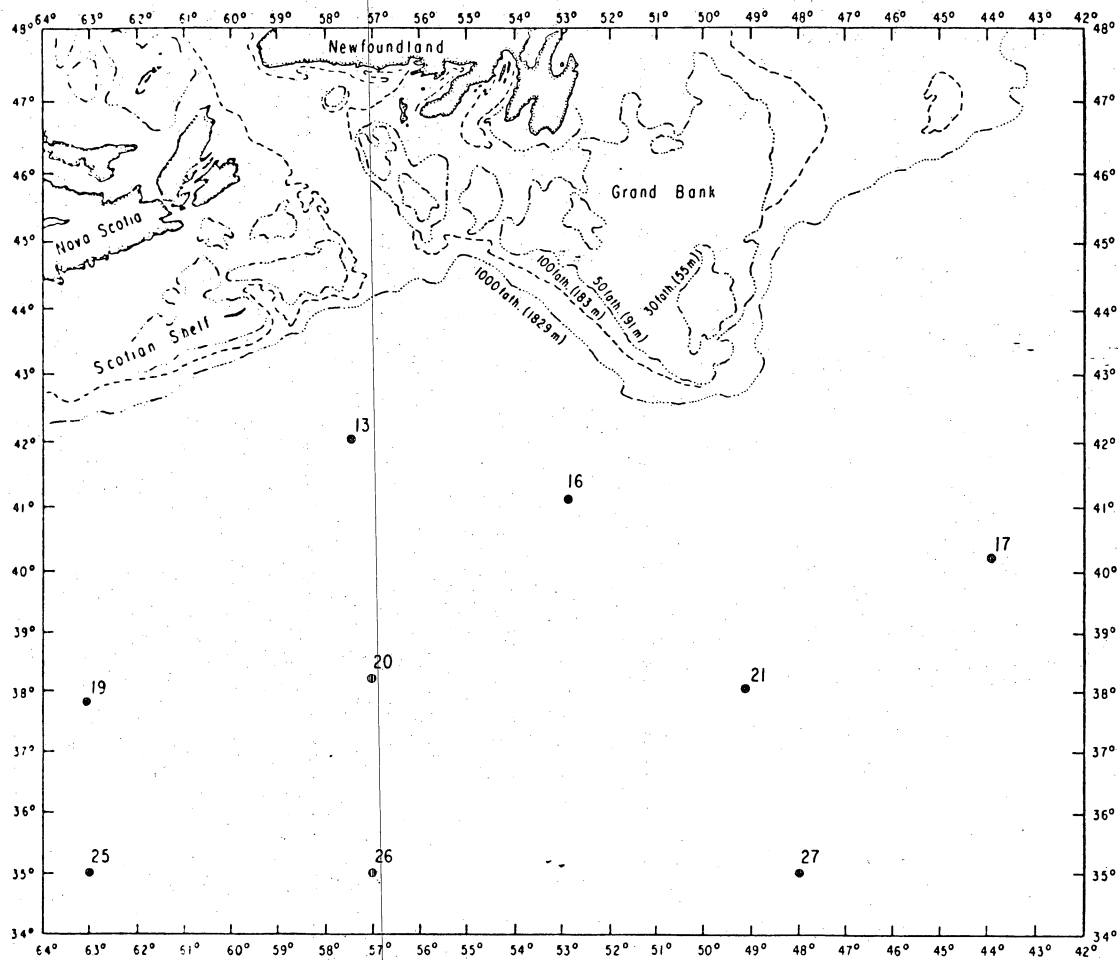 64° 63° 62° 61° 60° 59° 58° 57° 56° 55° 54° 53° 52° 51° 50° 49° 48° 47° 46° 45° 44° 43° 42°
48° 48°
Newfoundland
47° 47°
46° 46°
Grand Bank
Nova Scotia
45° 45°
100 fath. (183 m)
50 fath. (91 m)
30 fath. (55 m)
1000 fath. (1829 m)
44° 44°
Scotian Shelf
43° 43°
13
42° 42°
16
41° 41°
17
40° 40°
39° 39°
20
21
19
38° 38°
37° 37°
36° 36°
25
26
27
35° 35°
34° 34°
64° 63° 62° 61° 60° 59° 58° 57° 56° 55° 54° 53° 52° 51° 50° 49° 48° 47° 46° 45° 44° 43° 42°